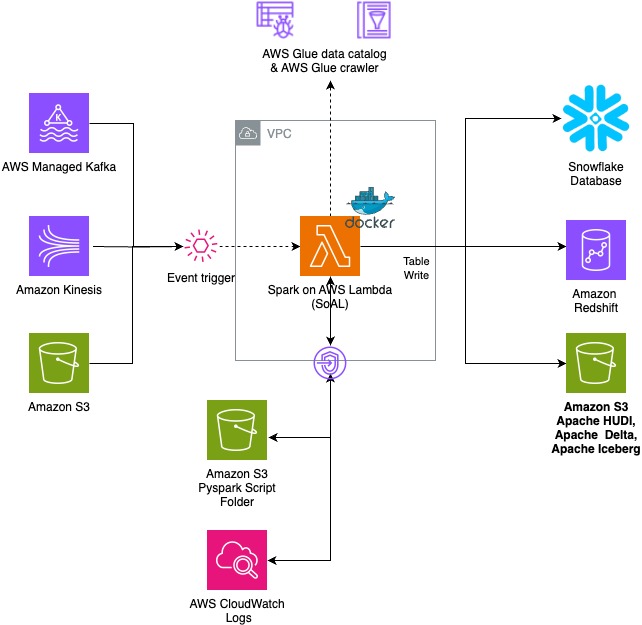 AWS Glue data catalog
& AWS Glue crawler
VPC
K
AWS Managed Kafka
docker
Snowflake
Database
Amazon Kinesis
Event trigger
Spark on AWS Lambda
(SoAL)
Table
Write
Amazon
Redshift
Amazon S3
Amazon S3
Apache HUDI,
Apache Delta,
Apache Iceberg
Amazon S3
Pyspark Script
Folder
AWS CloudWatch
Logs